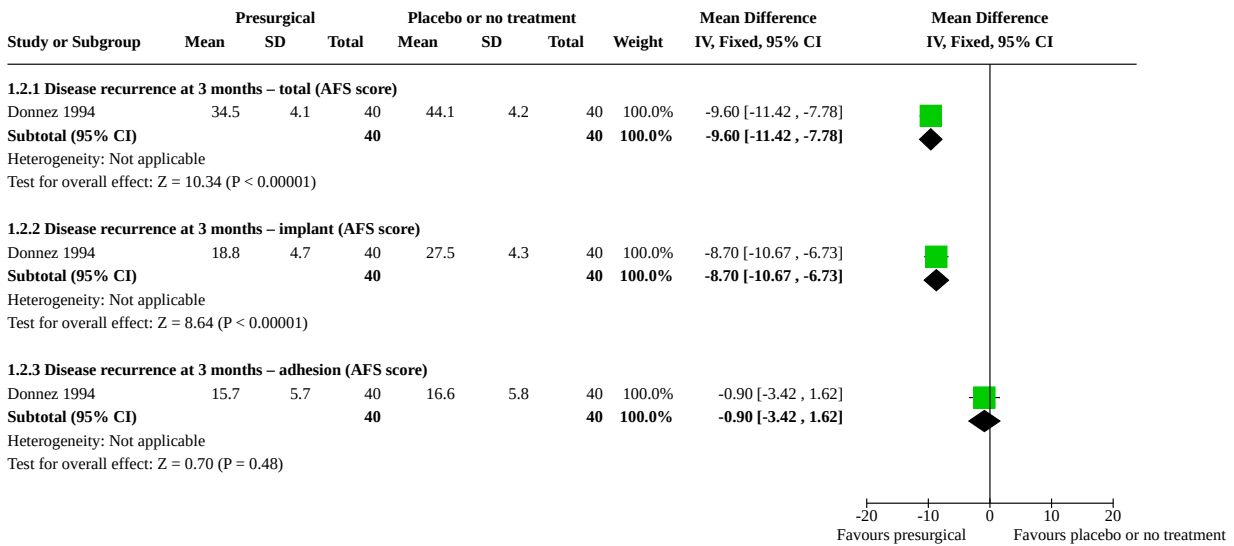 Presurgical Placebo or no treatment Mean Difference Mean Difference
Study or Subgroup Mean SD Total Mean SD Total Weight IV, Fixed, 95% CI IV, Fixed, 95% CI
1.2.1 Disease recurrence at 3 months – total (AFS score)
Donnez 1994 34.5 4.1 40 44.1 4.2 40 100.0% -9.60 [-11.42 , -7.78]
Subtotal (95% CI) 40 40 100.0% -9.60 [-11.42 , -7.78]
Heterogeneity: Not applicable
Test for overall effect: Z = 10.34 (P < 0.00001)
1.2.2 Disease recurrence at 3 months – implant (AFS score)
Donnez 1994 18.8 4.7 40 27.5 4.3 40 100.0% -8.70 [-10.67 , -6.73]
Subtotal (95% CI) 40 40 100.0% -8.70 [-10.67 , -6.73]
Heterogeneity: Not applicable
Test for overall effect: Z = 8.64 (P < 0.00001)
1.2.3 Disease recurrence at 3 months – adhesion (AFS score)
Donnez 1994 15.7 5.7 40 16.6 5.8 40 100.0% -0.90 [-3.42 , 1.62]
Subtotal (95% CI) 40 40 100.0% -0.90 [-3.42 , 1.62]
Heterogeneity: Not applicable
Test for overall effect: Z = 0.70 (P = 0.48)
-20 -10 0 10 20
Favours presurgical Favours placebo or no treatment